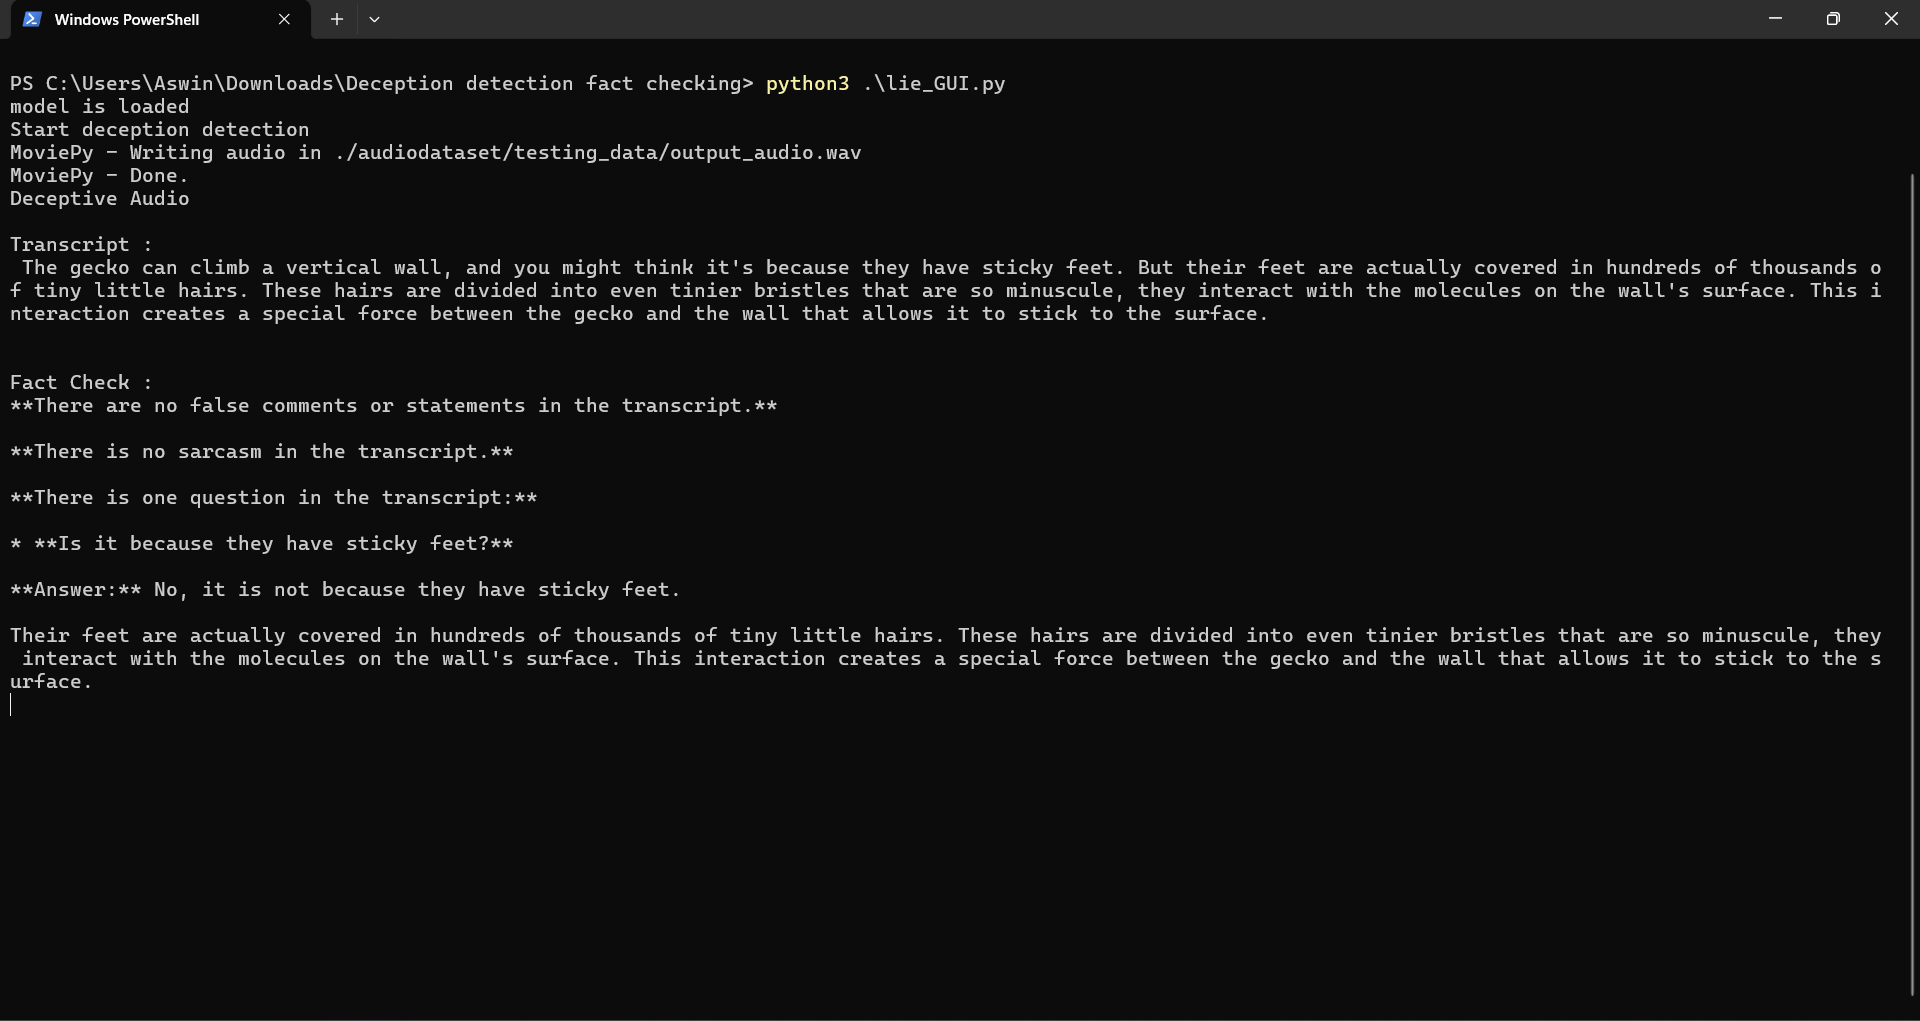 Windows PowerShell
PS C:\Users\Aswin\Downloads\Deception detection fact checking> python3 .\lie_GUI.py
model is loaded
Start deception detection
MoviePy - Writing audio in ./audiodataset/testing_data/output_audio.wav
MoviePy - Done.
Deceptive Audio
Transcript :
The gecko can climb a vertical wall, and you might think it's because they have sticky feet. But their feet are actually covered in hundreds of thousands o
f tiny little hairs. These hairs are divided into even tinier bristles that are so minuscule, they interact with the molecules on the wall's surface. This i
nteraction creates a special force between the gecko and the wall that allows it to stick to the surface.
Fact Check :
**There are no false comments or statements in the transcript.**
**There is no sarcasm in the transcript.**
**There is one question in the transcript:**
* **Is it because they have sticky feet?**
**Answer:** No, it is not because they have sticky feet.
Their feet are actually covered in hundreds of thousands of tiny little hairs. These hairs are divided into even tinier bristles that are so minuscule, they
interact with the molecules on the wall's surface. This interaction creates a special force between the gecko and the wall that allows it to stick to the s
urface.